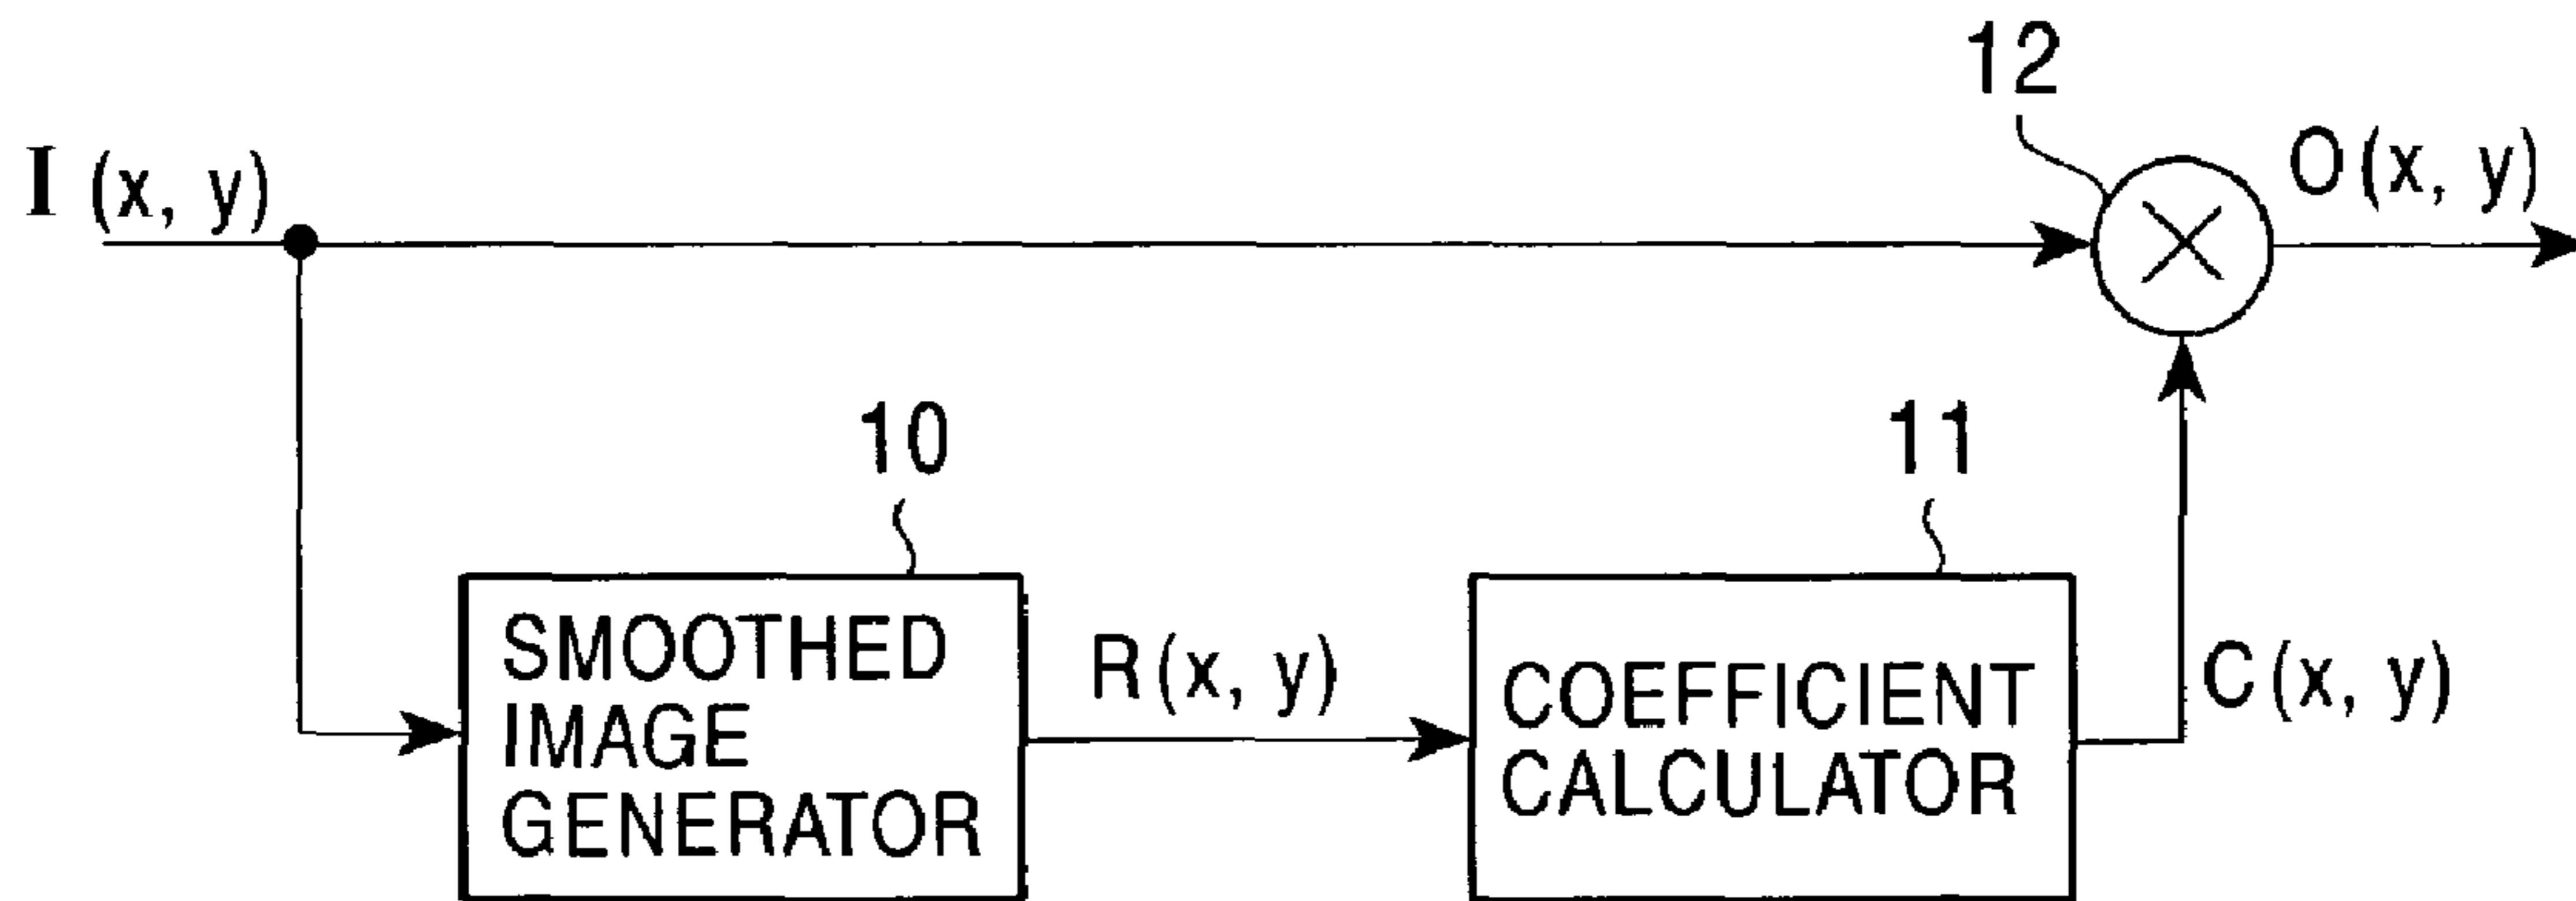 12
I (x, y)
O(x, y)
10
11
SMOOTHED
IMAGE
GENERATOR
R(x, y)
COEFFICIENT
CALCULATOR
C(x, y)